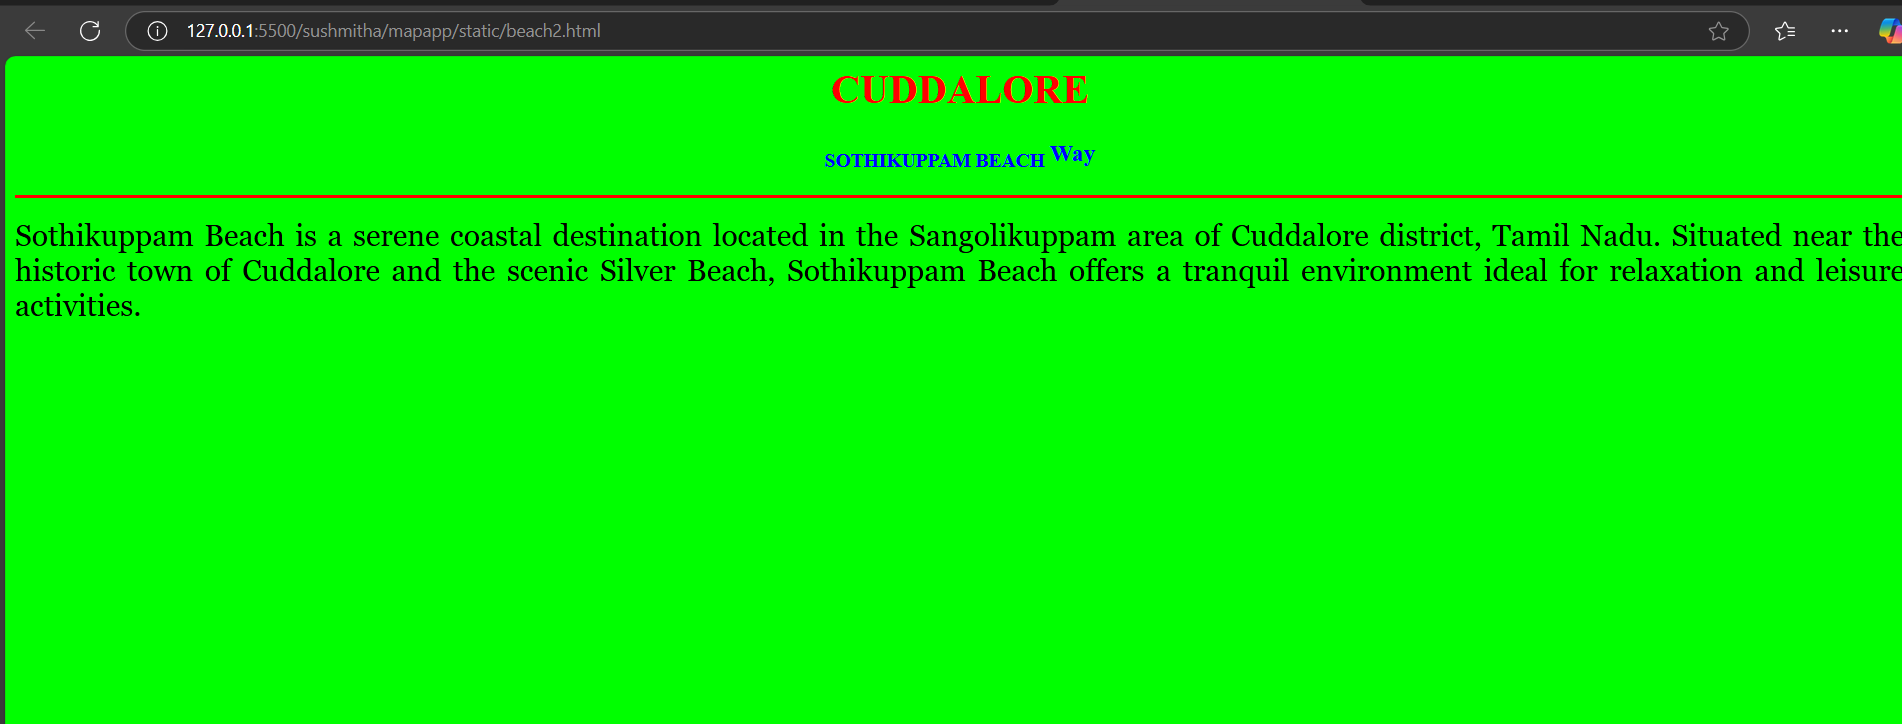 127.0.0.1:5500/sushmitha/mapapp/static/beach2.html
CUDDALORE
SOTHIKUPPAM BEACH Way
Sothikuppam Beach is a serene coastal destination located in the Sangolikuppam area of Cuddalore district, Tamil Nadu. Situated near the
historic town of Cuddalore and the scenic Silver Beach, Sothikuppam Beach offers a tranquil environment ideal for relaxation and leisure
activities.